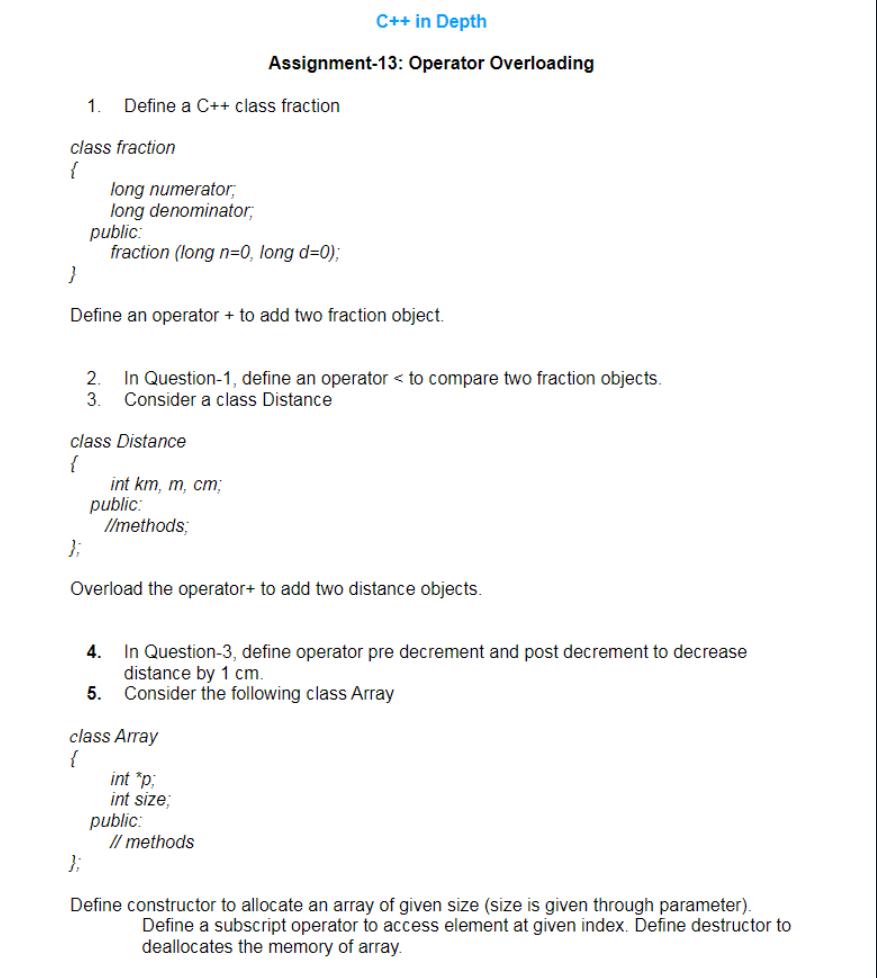 C++ in Depth
Assignment-13: Operator Overloading
1. Define a C++ class fraction
class fraction
{
long numerator;
long denominator;
public:
fraction (long n=0, long d=0);
}
Define an operator + to add two fraction object.
2. In Question-1, define an operator < to compare two fraction objects.
3. Consider a class Distance
class Distance
{
int km, m, cm;
public:
//methods;
};
Overload the operator+ to add two distance objects.
4. In Question-3, define operator pre decrement and post decrement to decrease
distance by 1 cm.
5. Consider the following class Array
class Array
{
int *p;
int size;
public:
// methods
};
Define constructor to allocate an array of given size (size is given through parameter).
Define a subscript operator to access element at given index. Define destructor to
deallocates the memory of array.